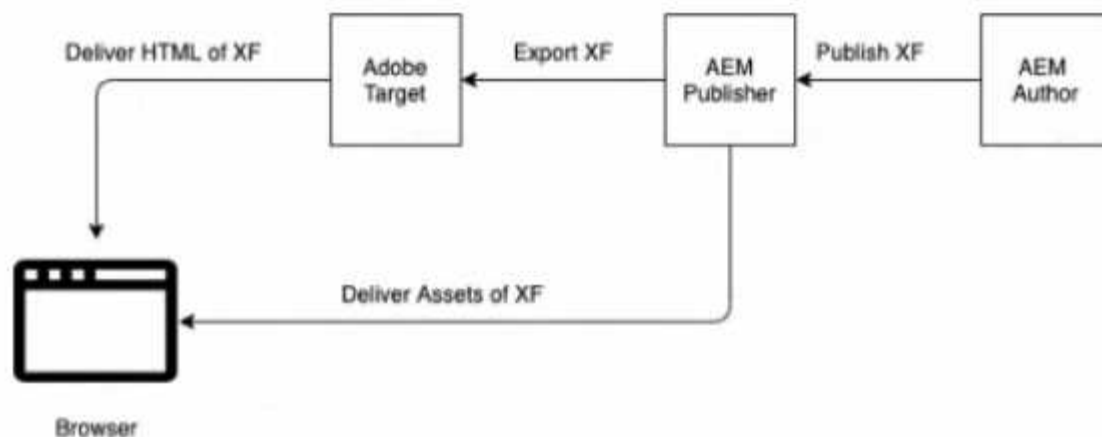 Deliver HTML of XF
Adobe
Target
Export XF
AEM
Publisher
Publish XF
AEM
Author
Deliver Assets of XF
Browser